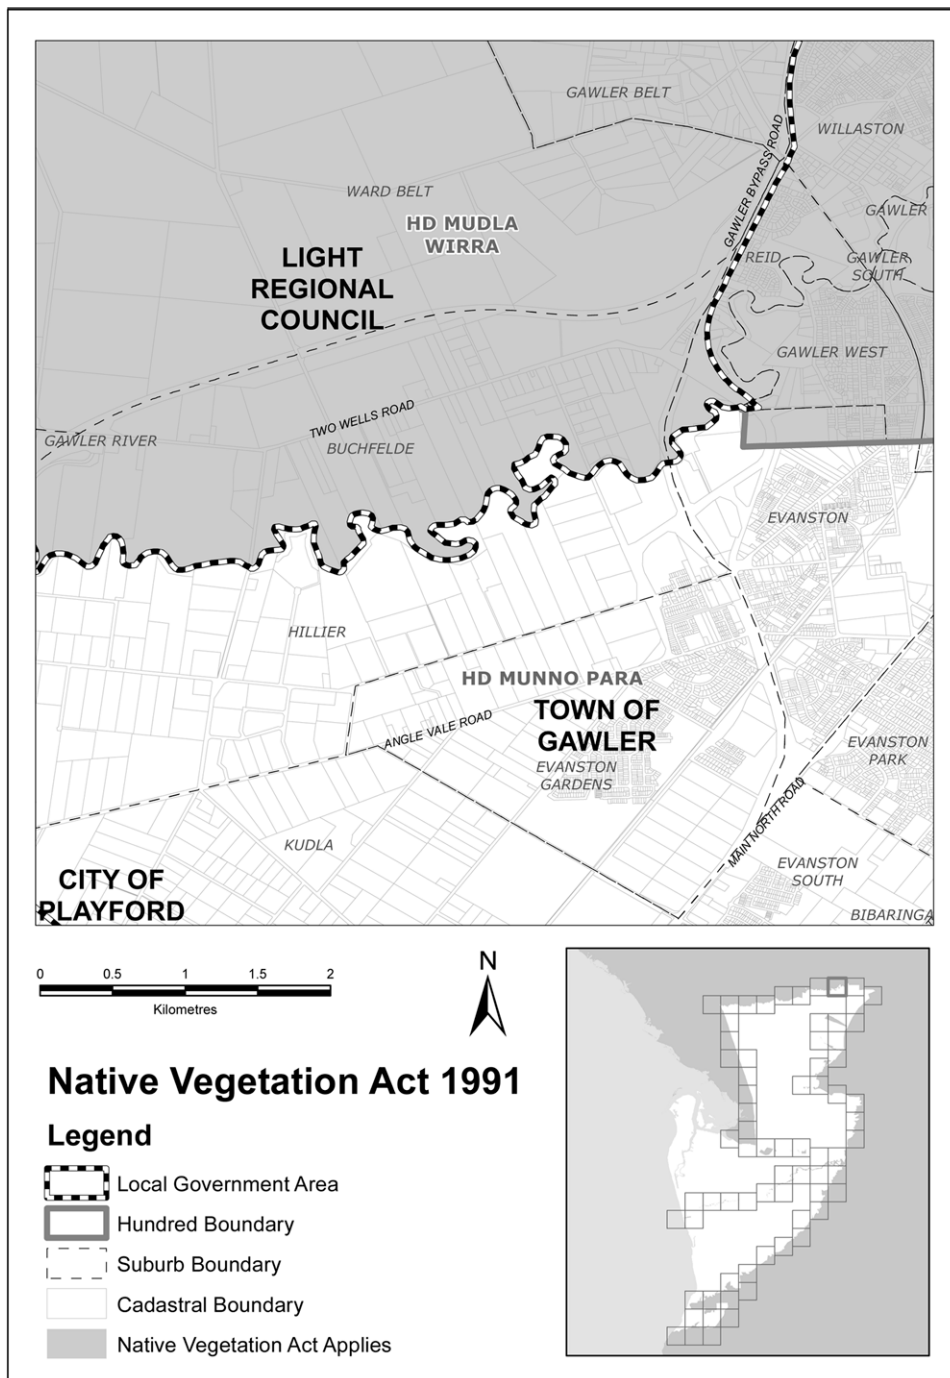 GAWLER BELT
WILLASTON
GAWLER BYPASS ROAD
WARD BELT
GAWLER
HD MUDLA
WIRRA
LIGHT
REGIONAL
COUNCIL
REID
GAWLER
SOUTH
GAWLER WEST
TWO WELLS ROAD
GAWLER RIVER
BUCHFELDE
EVANSTON
HILLIER
HD MUNNO PARA
TOWN OF
GAWLER
ANGLE VALE ROAD
EVANSTON
GARDENS
EVANSTON
PARK
MAIN NORTH ROAD
KUDLA
EVANSTON
SOUTH
CITY OF
PLAYFORD
BIBARINGA
0 0.5 1 1.5 2
Kilometres
N
Native Vegetation Act 1991
Legend
Local Government Area
Hundred Boundary
Suburb Boundary
Cadastral Boundary
Native Vegetation Act Applies